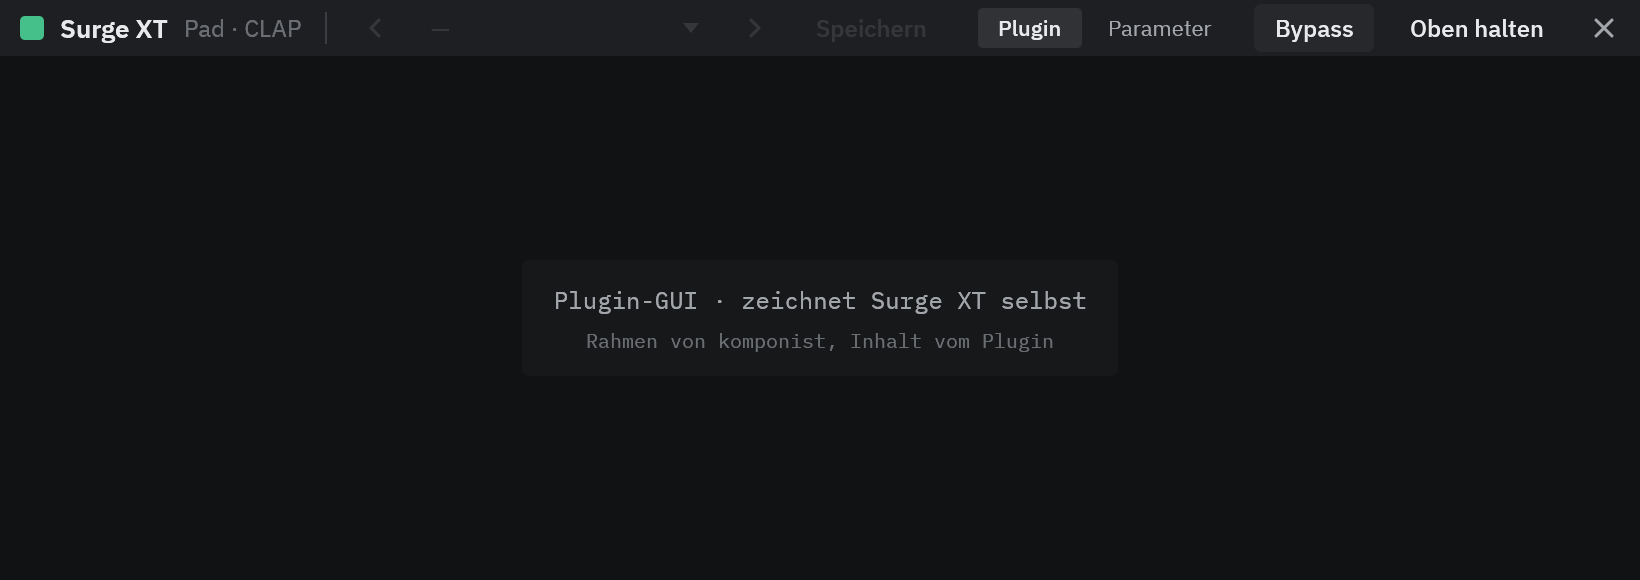 Surge XT Pad · CLAP — Speichern Plugin Parameter Bypass Oben halten
Plugin-GUI · zeichnet Surge XT selbst
Rahmen von komponist, Inhalt vom Plugin